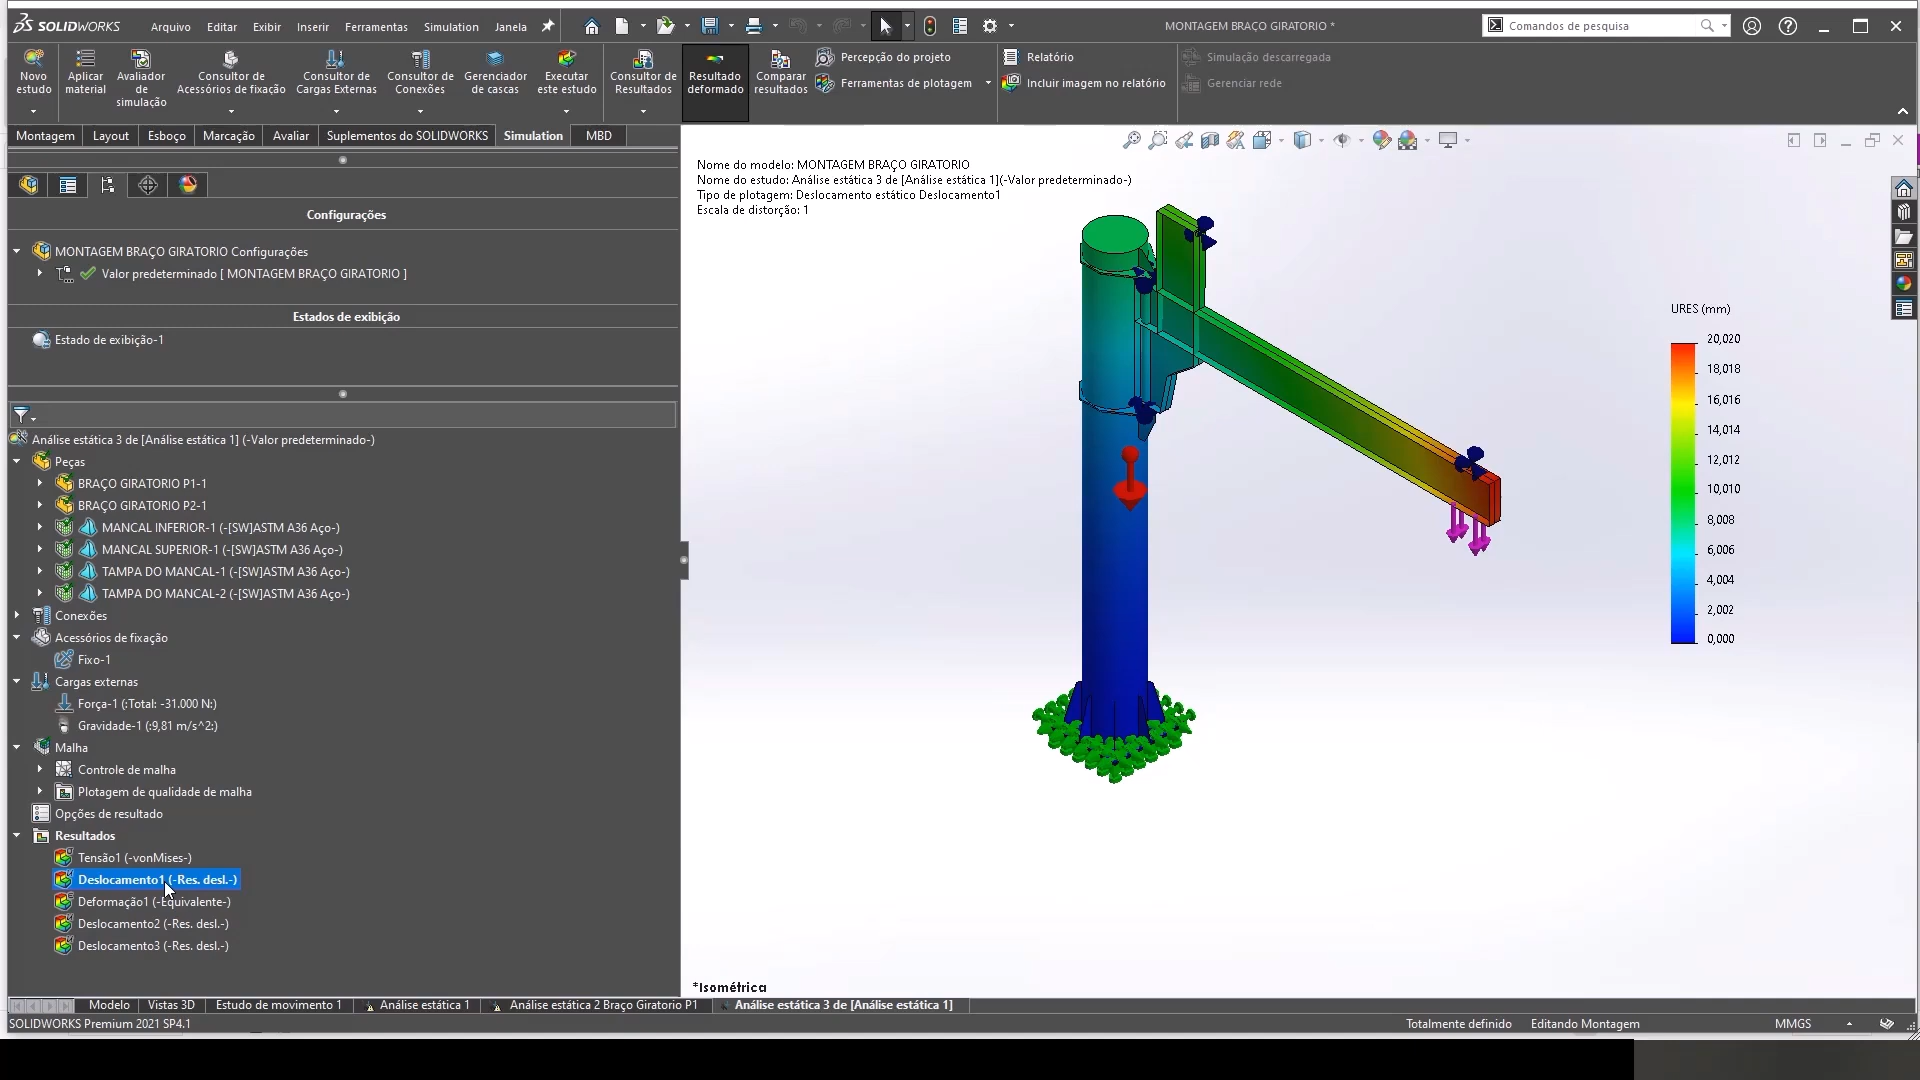 SOLIDWORKS
Arquivo Editar Exibir Inserir Ferramentas Simulation Janela
MONTAGEM BRAÇO GIRATORIO *
Comandos de pesquisa
Novo estudo
Aplicar material
Avaliador de simulação
Consultor de Acessórios de fixação
Consultor de Cargas Externas
Consultor de Conexões
Gerenciador de cascas
Executar este estudo
Consultor de Resultados
Resultado deformado
Comparar resultados
Percepção do projeto
Ferramentas de plotagem
Relatório
Incluir imagem no relatório
Simulação descarregada
Gerenciar rede
Montagem Layout Esboço Marcação Avaliar Suplementos do SOLIDWORKS Simulation MBD
Configurações
MONTAGEM BRAÇO GIRATORIO Configurações
Valor predeterminado [ MONTAGEM BRAÇO GIRATORIO ]
Estados de exibição
Estado de exibição-1
Análise estática 3 de [Análise estática 1] (-Valor predeterminado-)
Peças
BRAÇO GIRATORIO P1-1
BRAÇO GIRATORIO P2-1
MANCAL INFERIOR-1 (-[SW]ASTM A36 Aço-)
MANCAL SUPERIOR-1 (-[SW]ASTM A36 Aço-)
TAMPA DO MANCAL-1 (-[SW]ASTM A36 Aço-)
TAMPA DO MANCAL-2 (-[SW]ASTM A36 Aço-)
Conexões
Acessórios de fixação
Fixo-1
Cargas externas
Força-1 (:Total: -31.000 N:)
Gravidade-1 (:9,81 m/s^2:)
Malha
Controle de malha
Plotagem de qualidade de malha
Opções de resultado
Resultados
Tensão1 (-vonMises-)
Deslocamento1 (-Res. desl.-)
Deformação1 (-Equivalente-)
Deslocamento2 (-Res. desl.-)
Deslocamento3 (-Res. desl.-)
Nome do modelo: MONTAGEM BRAÇO GIRATORIO
Nome do estudo: Análise estática 3 de [Análise estática 1](-Valor predeterminado-)
Tipo de plotagem: Deslocamento estático Deslocamento1
Escala de distorção: 1
URES (mm)
20,020
18,018
16,016
14,014
12,012
10,010
8,008
6,006
4,004
2,002
0,000
*Isométrica
Modelo Vistas 3D Estudo de movimento 1 Análise estática 1 Análise estática 2 Braço Giratorio P1 Análise estática 3 de [Análise estática 1]
SOLIDWORKS Premium 2021 SP4.1
Totalmente definido Editando Montagem MMGS